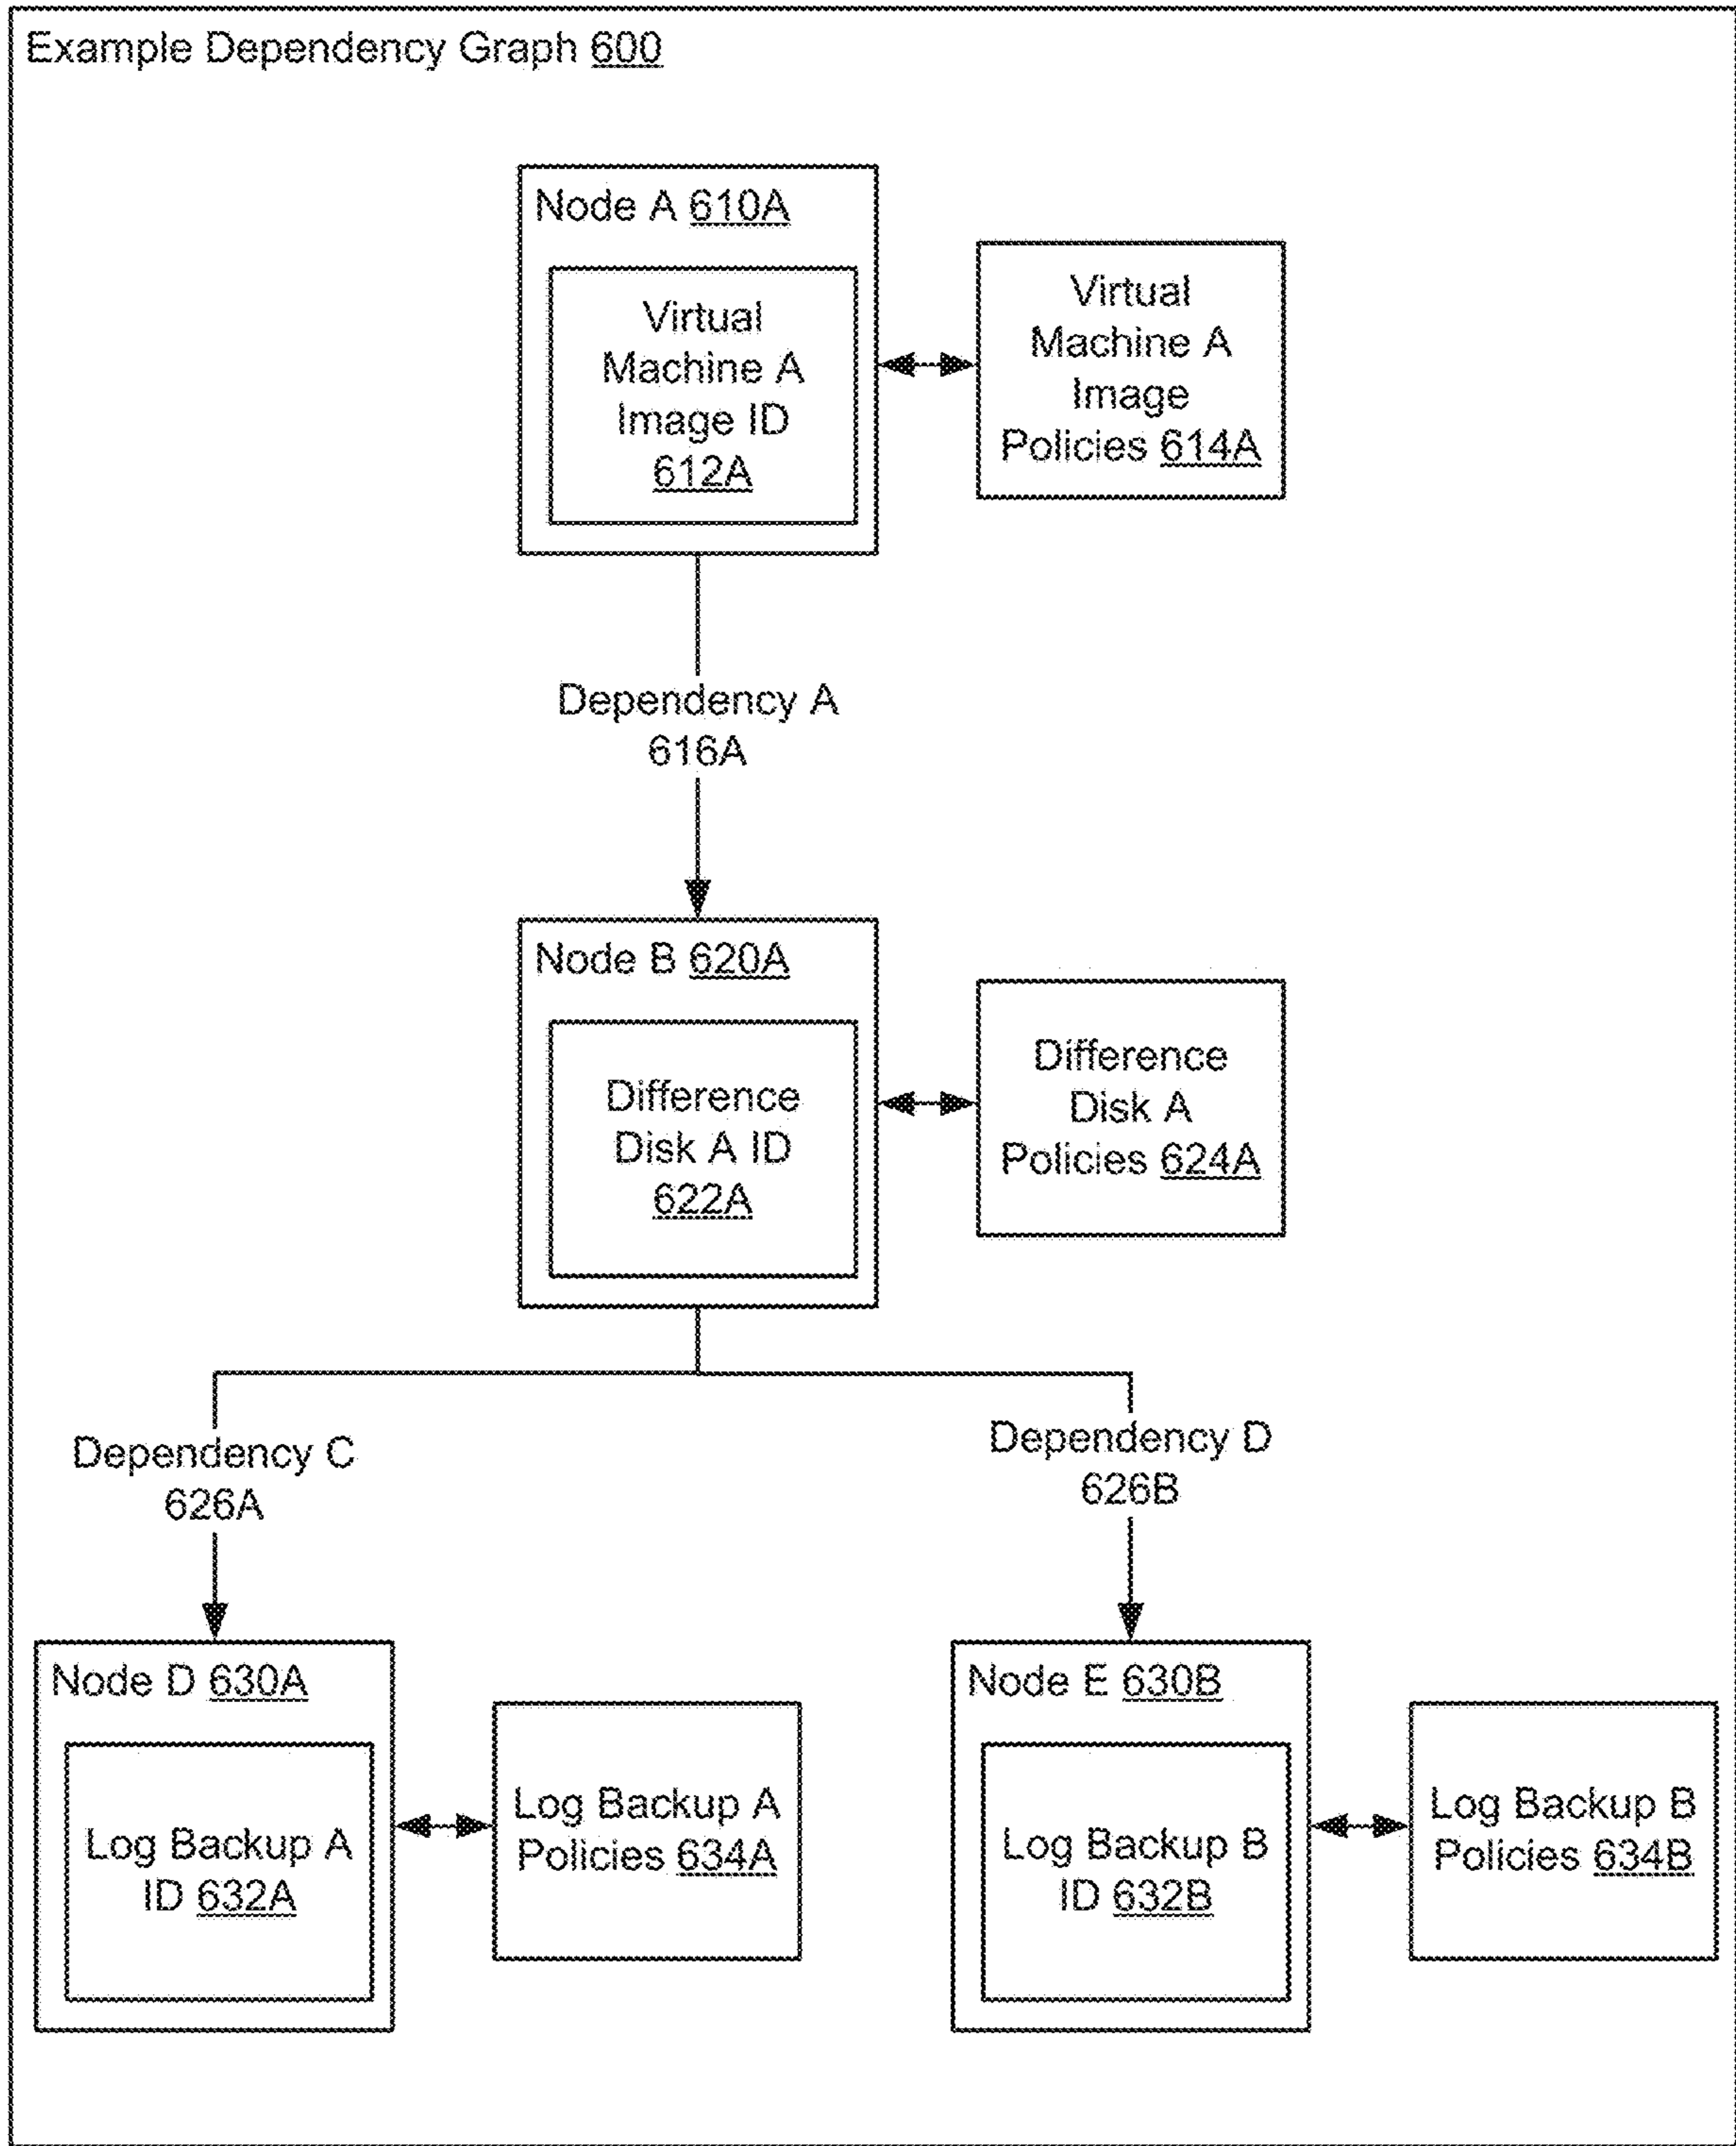 Example Dependency Graph 600
Node A 610A
Virtual
Machine A
Image ID
612A
Virtual
Machine A
Image
Policies 614A
Dependency A
616A
Node B 620A
Difference
Disk A ID
622A
Difference
Disk A
Policies 624A
Dependency C
626A
Dependency D
626B
Node D 630A
Log Backup A
ID 632A
Log Backup A
Policies 634A
Node E 630B
Log Backup B
ID 632B
Log Backup B
Policies 634B